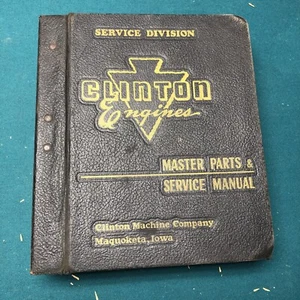 SERVICE DIVISION
CLINTON
Engines
MASTER PARTS &
SERVICE MANUAL
Clinton Machine Company
Maquoketa, Iowa